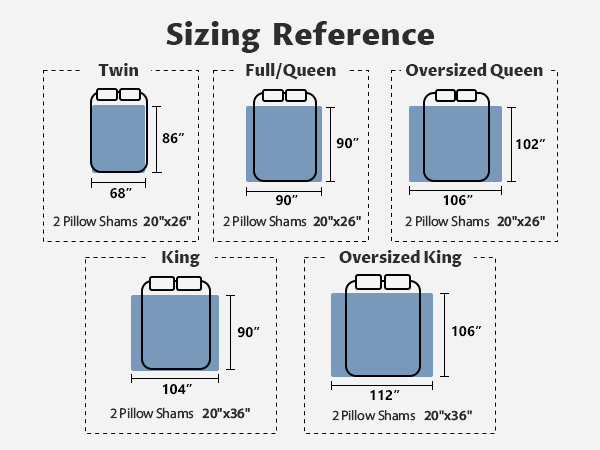 Sizing Reference
Twin
86”
68”
2 Pillow Shams 20"x26"
Full/Queen
90”
90”
2 Pillow Shams 20"x26"
Oversized Queen
102”
106”
2 Pillow Shams 20"x26"
King
90”
104”
2 Pillow Shams 20"x36"
Oversized King
106”
112”
2 Pillow Shams 20"x36"